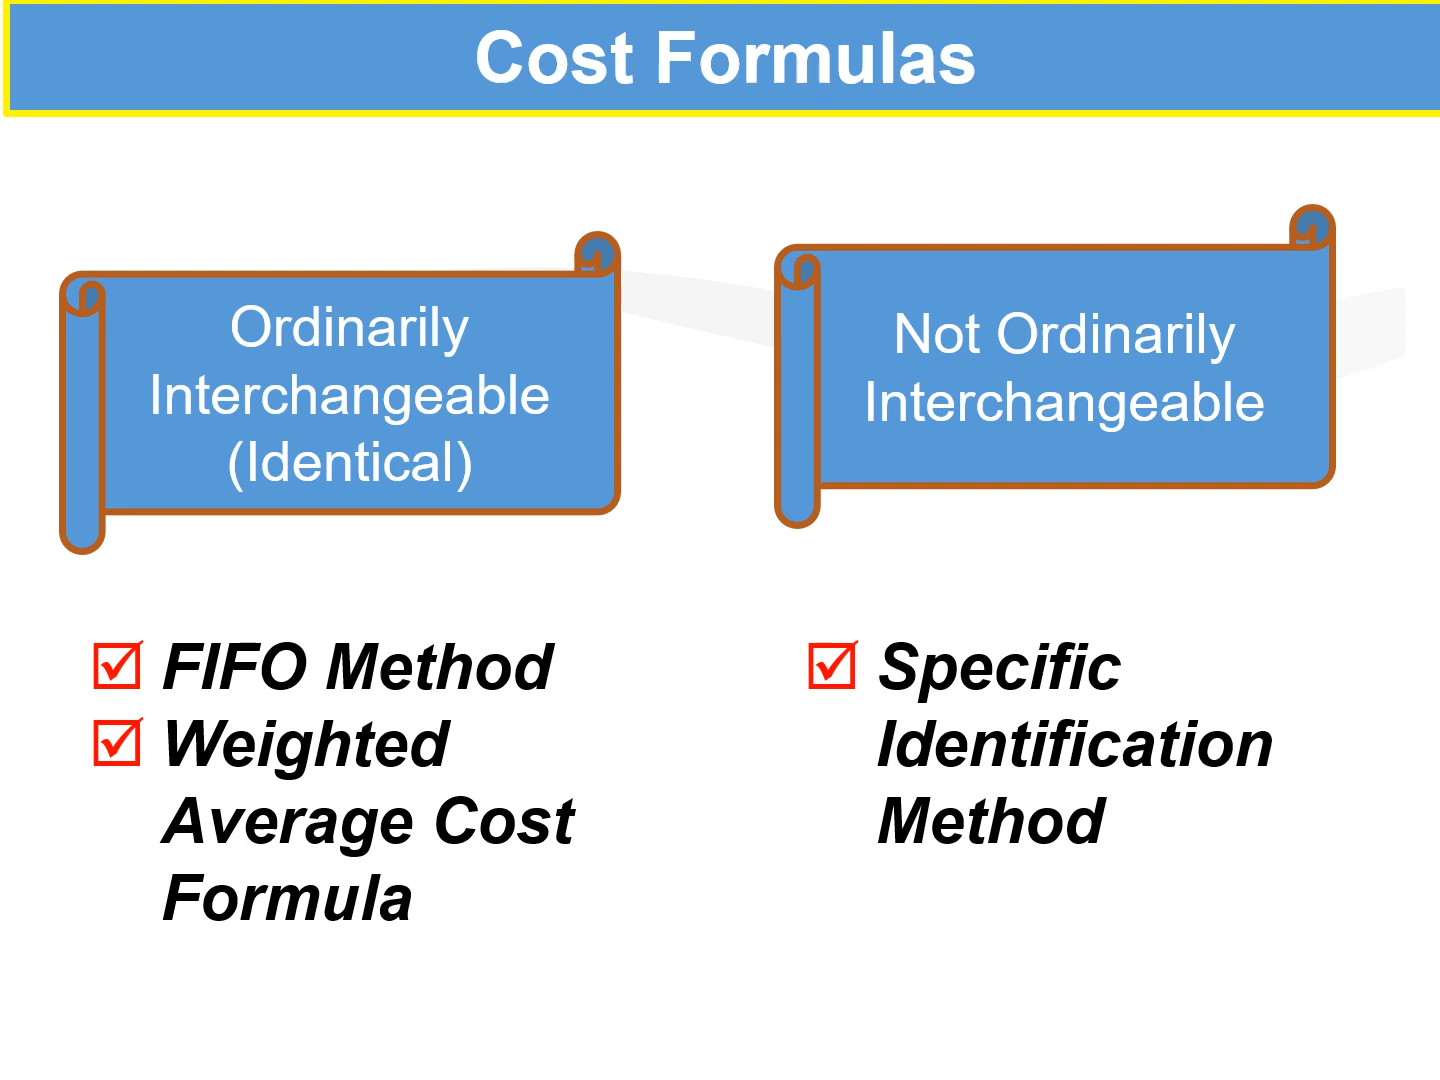 Cost Formulas
Ordinarily
Interchangeable
(Identical)
Not Ordinarily
Interchangeable
FIFO Method
Weighted
Average Cost
Formula
Specific
Identification
Method